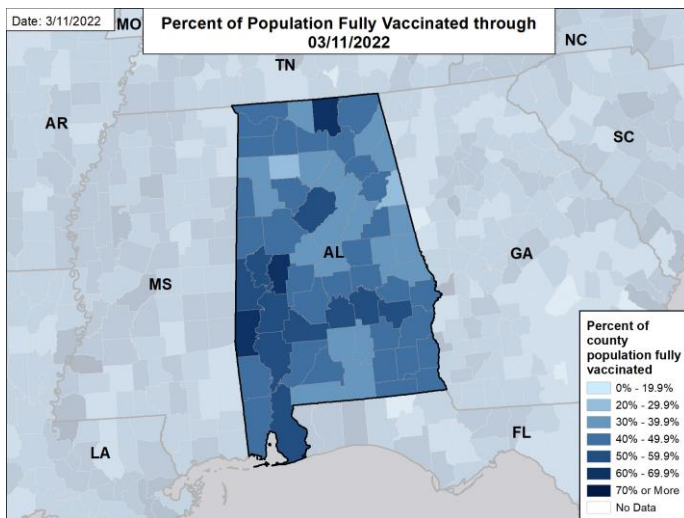 Date: 3/11/2022
Percent of Population Fully Vaccinated through
03/11/2022
MO
NC
TN
AR
SC
AL
MS
GA
LA
FL
Percent of
county
population fully
vaccinated
0% - 19.9%
20% - 29.9%
30% - 39.9%
40% - 49.9%
50% - 59.9%
60% - 69.9%
70% or More
No Data